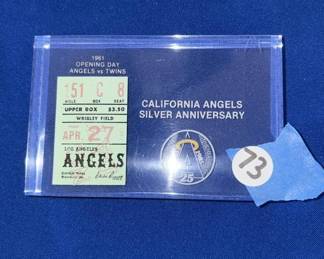 1961
OPENING DAY
ANGELS vs TWINS
151 C 8
AISLE BOX SEAT
UPPER BOX $3.50
WRIGLEY FIELD
APR. 27
LOS ANGELES
ANGELS
CALIFORNIA ANGELS
SILVER ANNIVERSARY
25
73